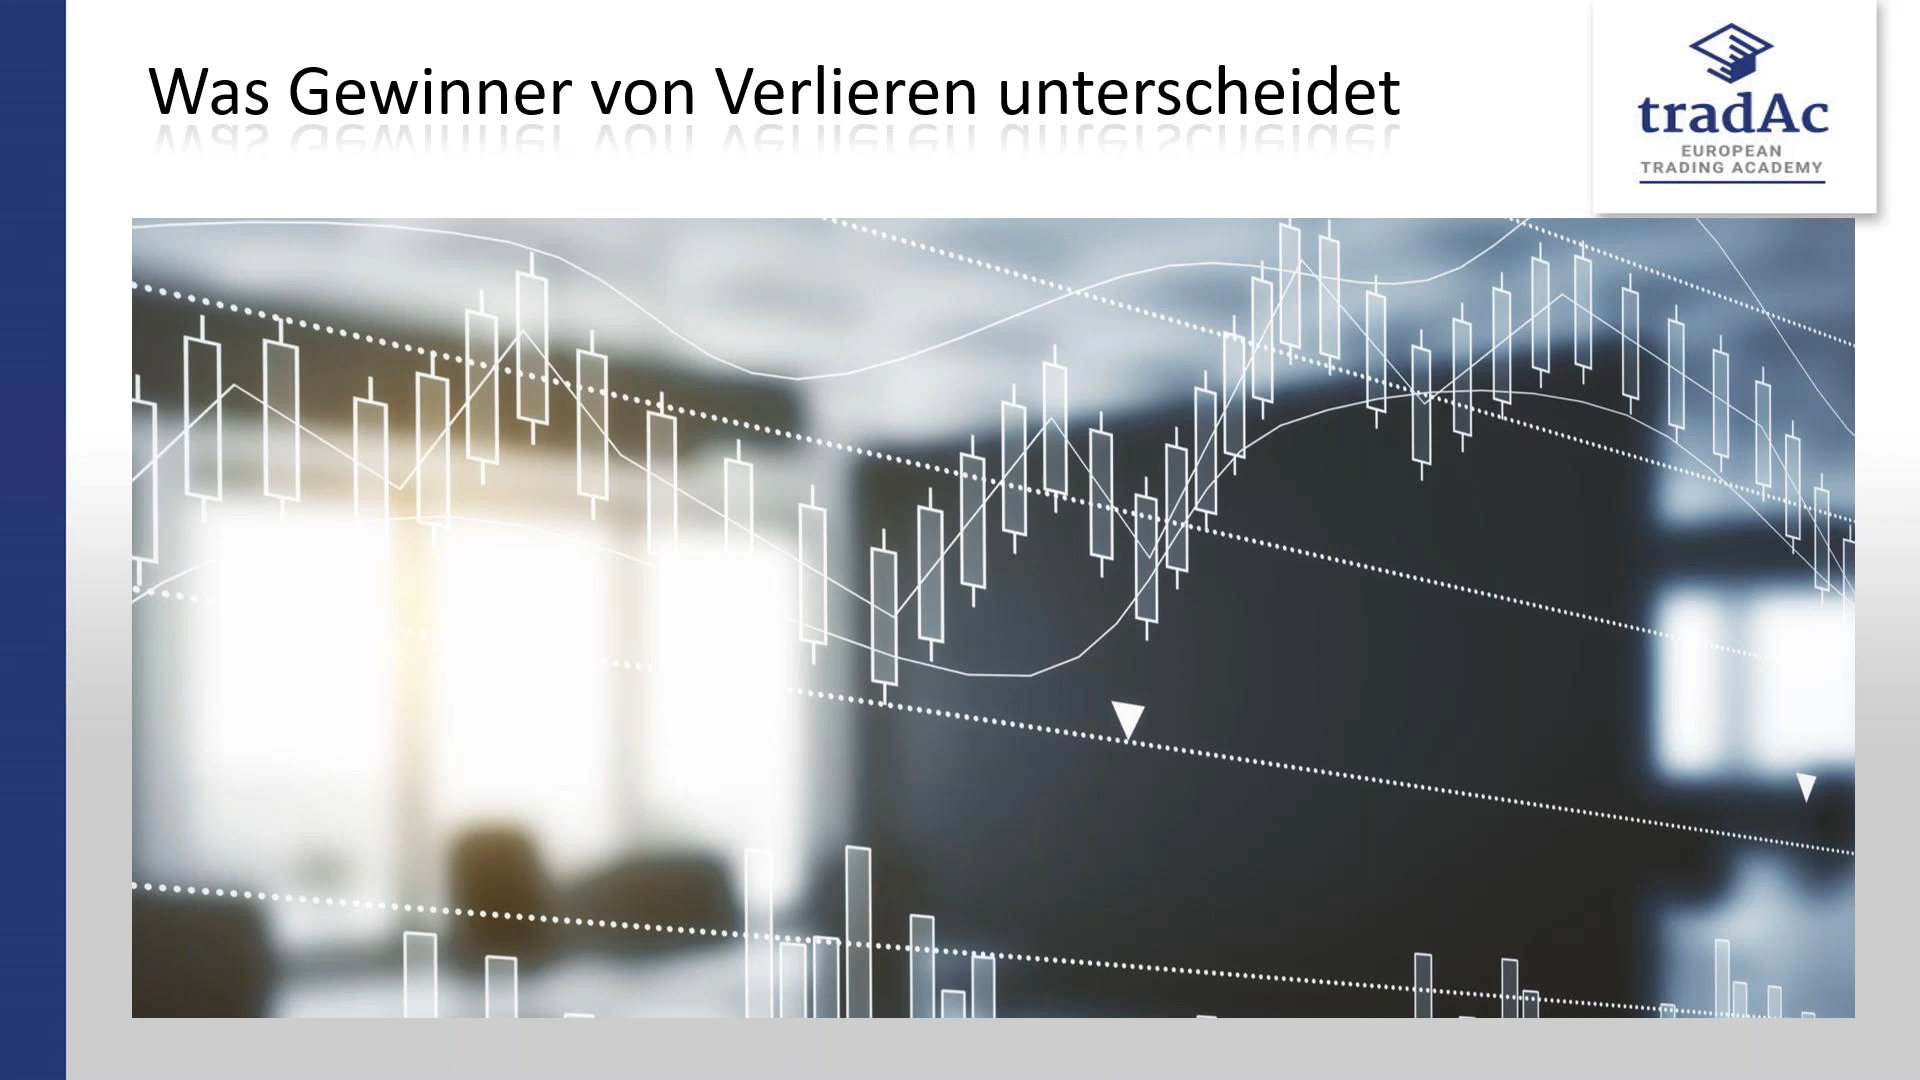 Was Gewinner von Verlieren unterscheidet
tradAc
EUROPEAN
TRADING ACADEMY